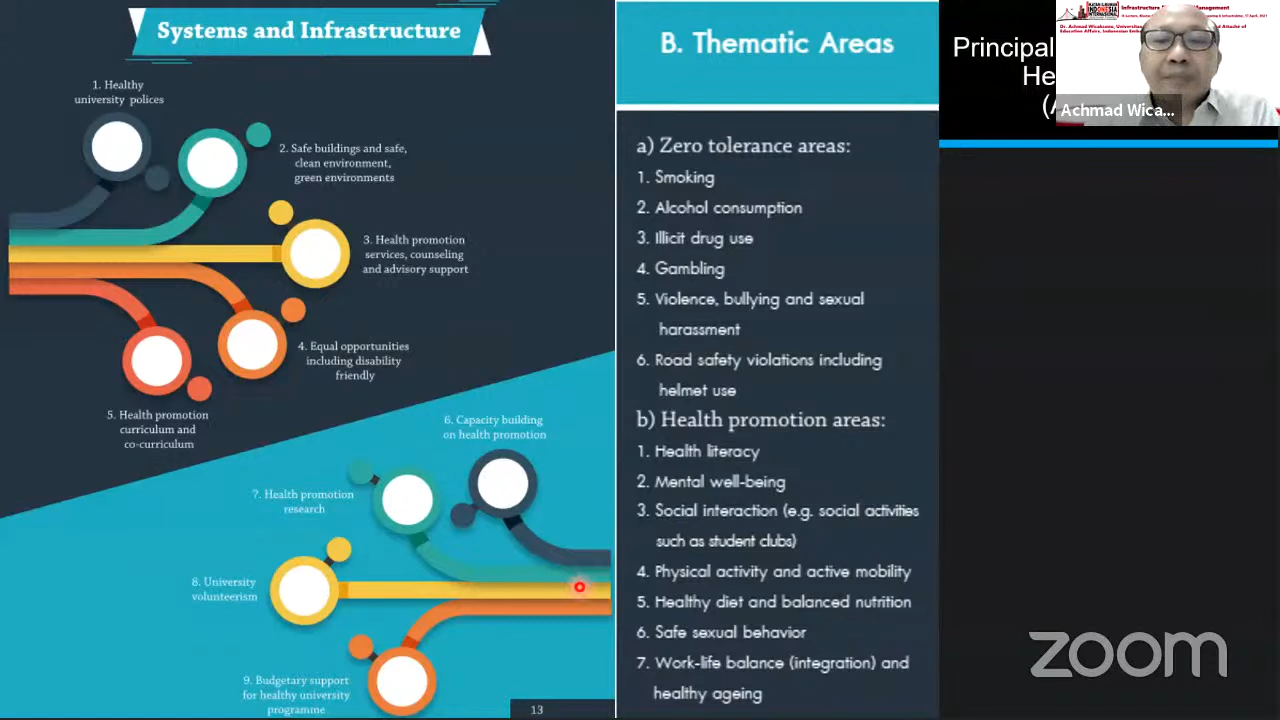 Systems and Infrastructure
1. Healthy
university polices
2. Safe buildings and safe,
clean environment,
green environments
3. Health promotion
services, counseling
and advisory support
4. Equal opportunities
including disability
friendly
5. Health promotion
curriculum and
co-curriculum
6. Capacity building
on health promotion
7. Health promotion
research
8. University
volunteerism
9. Budgetary support
for healthy university
programme
13
B. Thematic Areas
a) Zero tolerance areas:
1. Smoking
2. Alcohol consumption
3. Illicit drug use
4. Gambling
5. Violence, bullying and sexual
harassment
6. Road safety violations including
helmet use
b) Health promotion areas:
1. Health literacy
2. Mental well-being
3. Social interaction (e.g. social activities
such as student clubs)
4. Physical activity and active mobility
5. Healthy diet and balanced nutrition
6. Safe sexual behavior
7. Work-life balance (integration) and
healthy ageing
Principal
He
(A
INDONESIA
Infrastructure
Management
Achmad Wica...
zoom